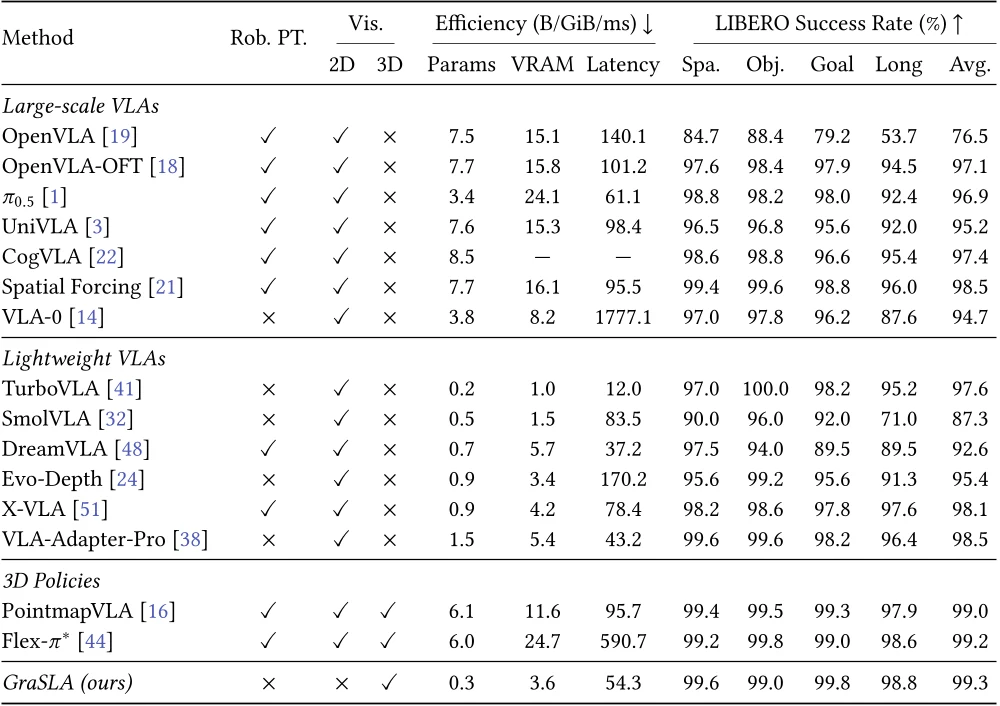 Method Rob. PT. Vis. Efficiency (B/GiB/ms) ↓ LIBERO Success Rate (%) ↑
2D 3D Params VRAM Latency Spa. Obj. Goal Long Avg.
Large-scale VLAs
OpenVLA [19] ✓ ✓ × 7.5 15.1 140.1 84.7 88.4 79.2 53.7 76.5
OpenVLA-OFT [18] ✓ ✓ × 7.7 15.8 101.2 97.6 98.4 97.9 94.5 97.1
π0.5 [1] ✓ ✓ × 3.4 24.1 61.1 98.8 98.2 98.0 92.4 96.9
UniVLA [3] ✓ ✓ × 7.6 15.3 98.4 96.5 96.8 95.6 92.0 95.2
CogVLA [22] ✓ ✓ × 8.5 — — 98.6 98.8 96.6 95.4 97.4
Spatial Forcing [21] ✓ ✓ × 7.7 16.1 95.5 99.4 99.6 98.8 96.0 98.5
VLA-0 [14] × ✓ × 3.8 8.2 1777.1 97.0 97.8 96.2 87.6 94.7
Lightweight VLAs
TurboVLA [41] × ✓ × 0.2 1.0 12.0 97.0 100.0 98.2 95.2 97.6
SmolVLA [32] × ✓ × 0.5 1.5 83.5 90.0 96.0 92.0 71.0 87.3
DreamVLA [48] ✓ ✓ × 0.7 5.7 37.2 97.5 94.0 89.5 89.5 92.6
Evo-Depth [24] × ✓ × 0.9 3.4 170.2 95.6 99.2 95.6 91.3 95.4
X-VLA [51] ✓ ✓ × 0.9 4.2 78.4 98.2 98.6 97.8 97.6 98.1
VLA-Adapter-Pro [38] × ✓ × 1.5 5.4 43.2 99.6 99.6 98.2 96.4 98.5
3D Policies
PointmapVLA [16] ✓ ✓ ✓ 6.1 11.6 95.7 99.4 99.5 99.3 97.9 99.0
Flex-π* [44] ✓ ✓ ✓ 6.0 24.7 590.7 99.2 99.8 99.0 98.6 99.2
GraSLA (ours) × × ✓ 0.3 3.6 54.3 99.6 99.0 99.8 98.8 99.3